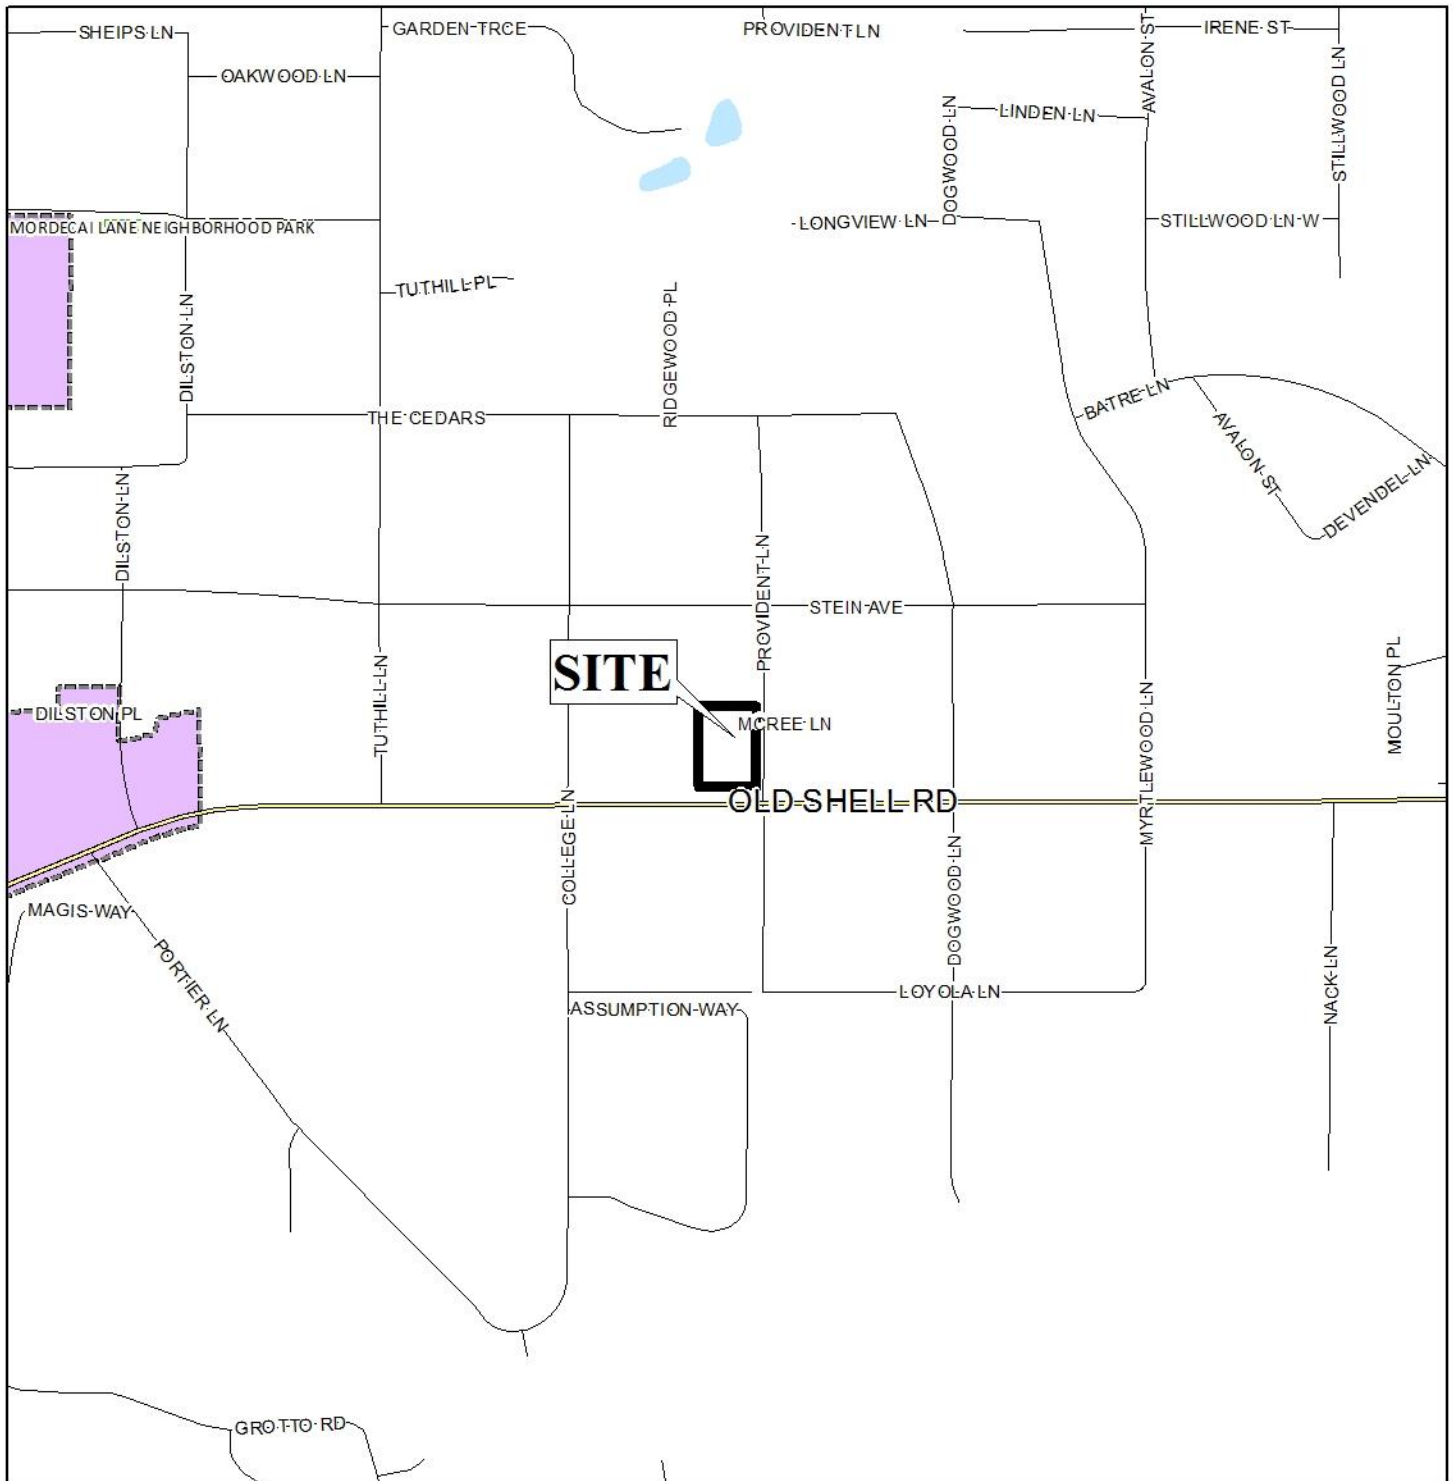 SHEIPS LN
GARDEN TRCE
PROVIDENT LN
AVALON ST
IRENE ST
OAKWOOD LN
STILLWOOD LN
DOGWOOD LN
LINDEN LN
MORDECAI LANE NEIGHBORHOOD PARK
LONGVIEW LN
STILLWOOD LN W
TUTHILL PL
DILSTON LN
RIDGEWOOD PL
THE CEDARS
BATRE LN
AVALON ST
DEVENDEL LN
DILSTON LN
PROVIDENT LN
STEIN AVE
SITE
TUTHILL LN
MOULTON PL
DILSTON PL
MCREE LN
MYRTLEWOOD LN
OLD SHELL RD
COLLEGE LN
DOGWOOD LN
MAGIS WAY
PORTIER LN
NACK LN
LOYOLA LN
ASSUMPTION WAY
GROTTO RD